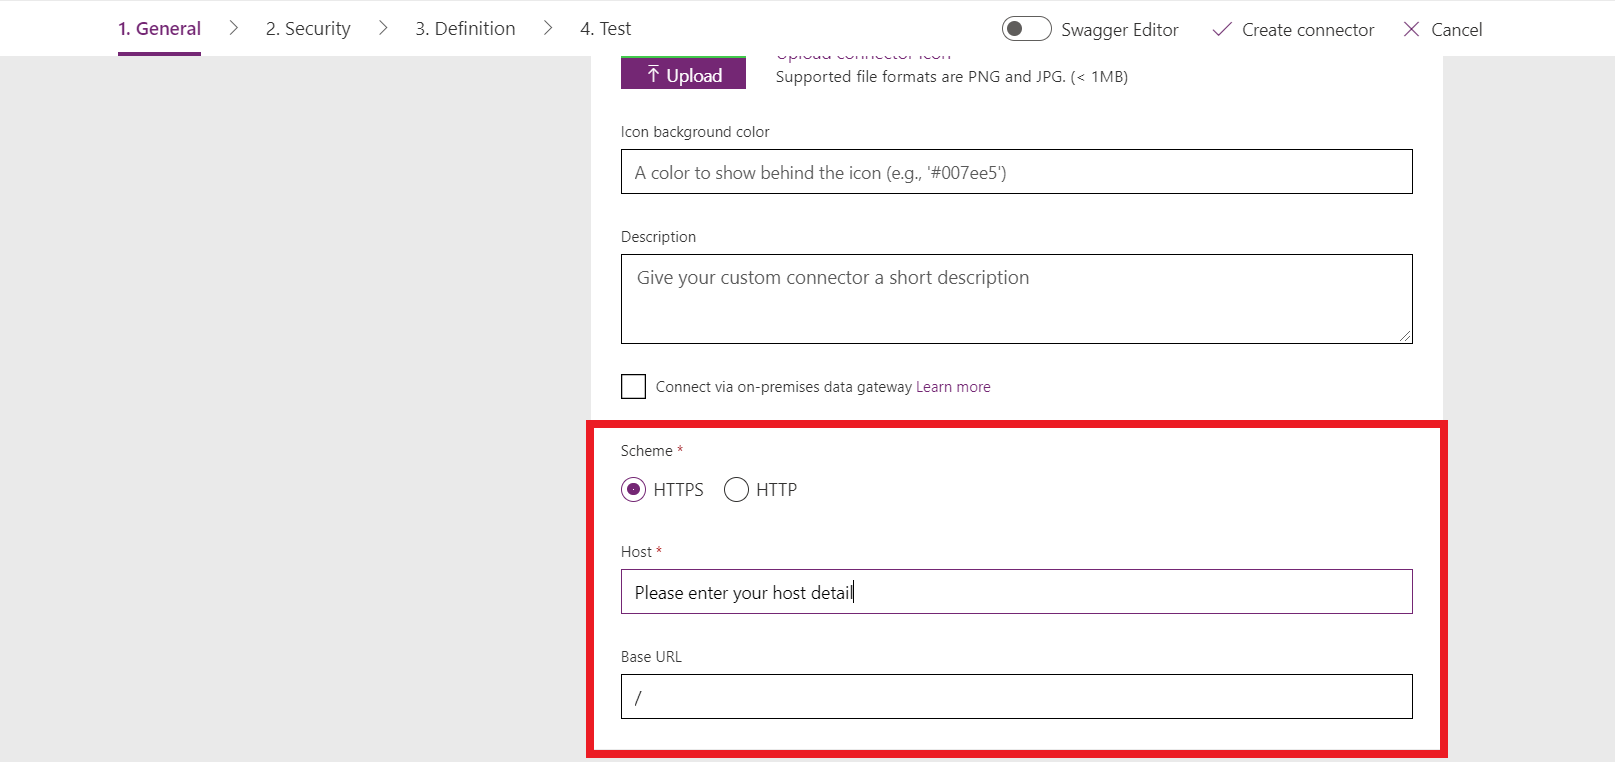 1. General > 2. Security > 3. Definition > 4. Test Swagger Editor Create connector Cancel
Upload connector icon
Upload Supported file formats are PNG and JPG. (< 1MB)
Icon background color
A color to show behind the icon (e.g., '#007ee5')
Description
Give your custom connector a short description
Connect via on-premises data gateway Learn more
Scheme *
HTTPS HTTP
Host *
Please enter your host detail
Base URL
/